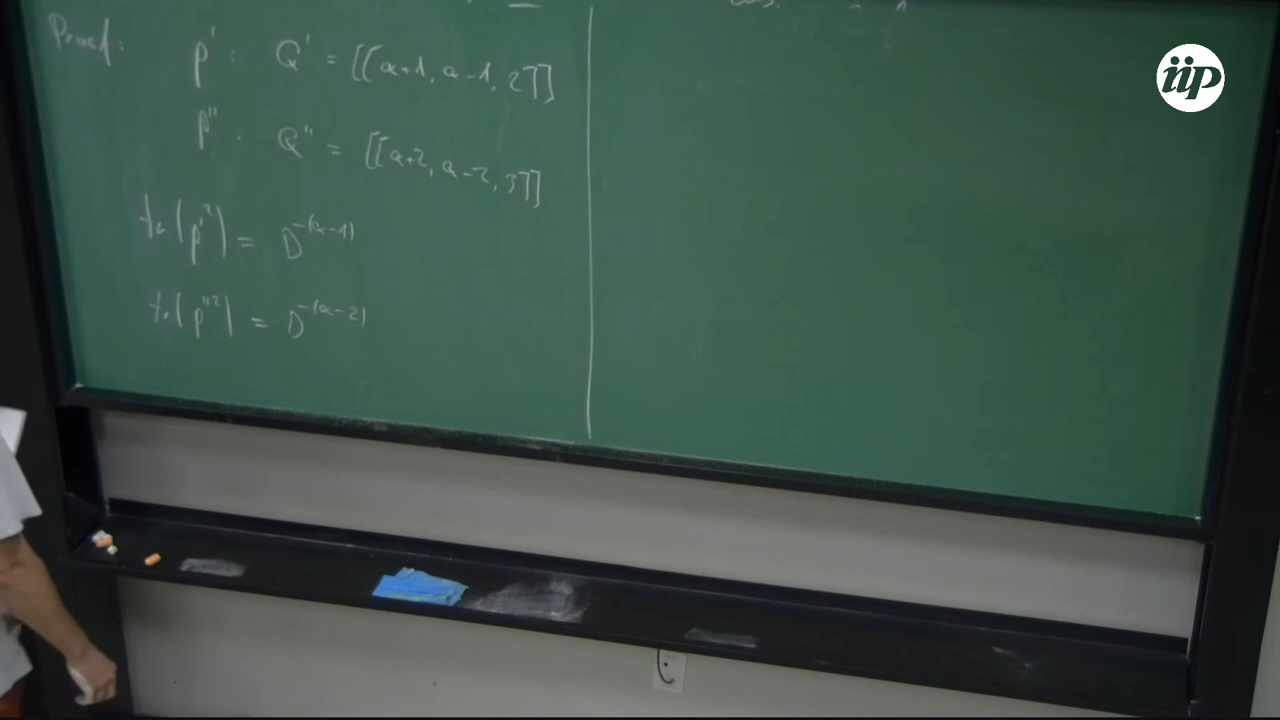 Proof: ρ' : Q' = [[α+1, α-1, 2]]
ρ'' : Q'' = [[α+2, α-2, 3]]
tr(ρ'²) = D^{-(α-1)}
tr(ρ''²) = D^{-(α-2)}
iip